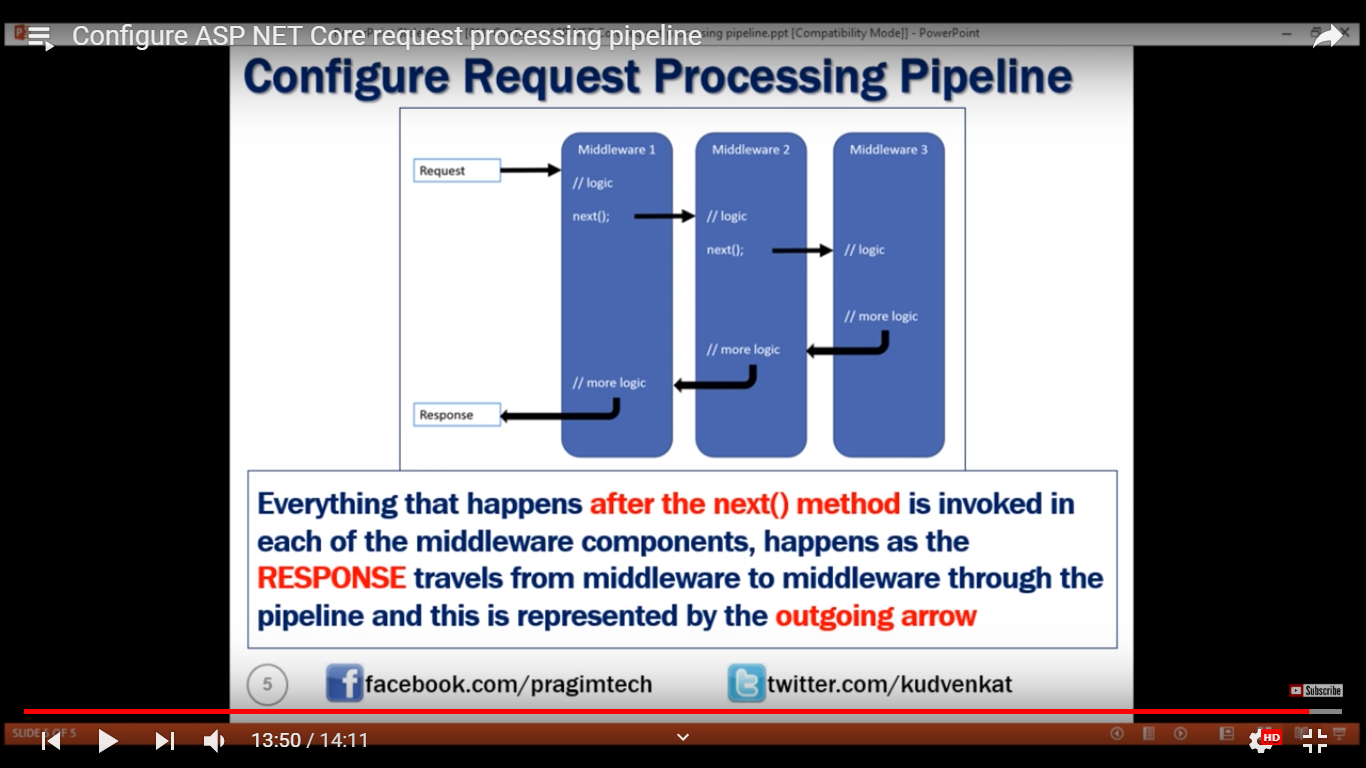 Configure ASP NET Core request processing pipeline
pipeline.ppt [Compatibility Mode]] - PowerPoint
Configure Request Processing Pipeline
Middleware 1
Middleware 2
Middleware 3
Request
// logic
next();
// logic
next();
// logic
// more logic
// more logic
// more logic
Response
Everything that happens after the next() method is invoked in
each of the middleware components, happens as the
RESPONSE travels from middleware to middleware through the
pipeline and this is represented by the outgoing arrow
5
facebook.com/pragimtech
twitter.com/kudvenkat
Subscribe
SLIDE 5 OF 5
13:50 / 14:11
HD